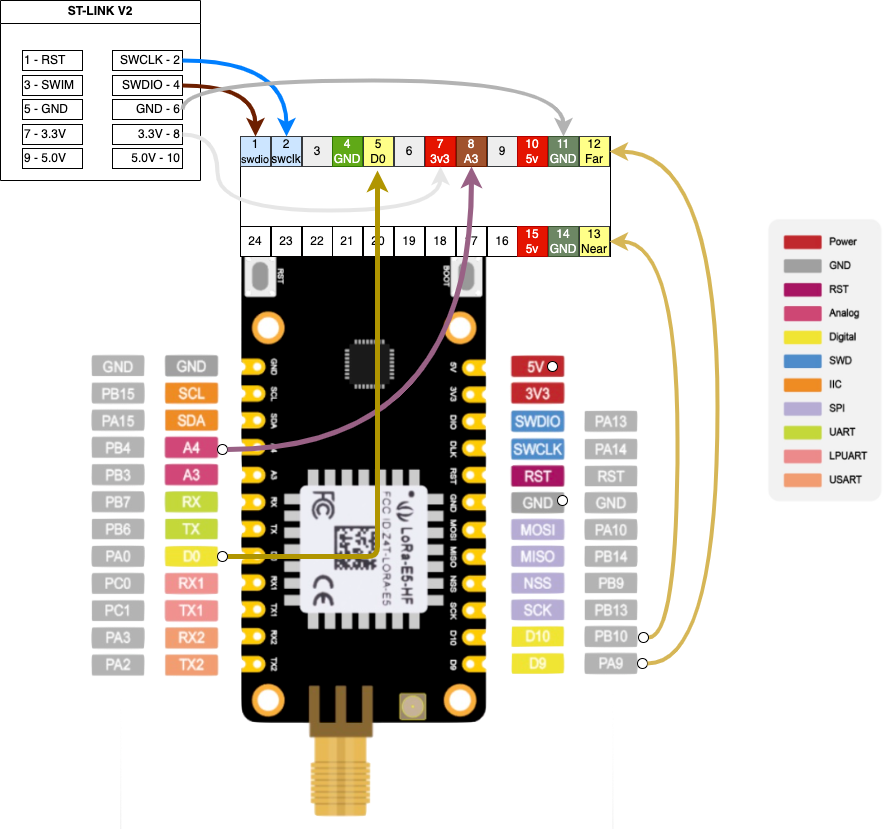 ST-LINK V2
1 - RST
SWCLK - 2
3 - SWIM
SWDIO - 4
5 - GND
GND - 6
7 - 3.3V
3.3V - 8
9 - 5.0V
5.0V - 10
1 swdio
2 swclk
3
4 GND
5 D0
6
7 3v3
8 A3
9
10 5v
11 GND
12 Far
24
23
22
21
20
19
18
17
16
15 5v
14 GND
13 Near
RST
BOOT
GND GND
PB15 SCL
PA15 SDA
PB4 A4
PB3 A3
PB7 RX
PB6 TX
PA0 D0
PC0 RX1
PC1 TX1
PA3 RX2
PA2 TX2
GND
SCL
SDA
A3
RX
TX
RX1
TX1
RX2
TX2
FC
FCC ID:Z4T-LORA-E5
LoRa-E5-HF
CE
5V
3V3
DIO
DLK
RST
GND
MOSI
MISO
NSS
SCK
D10
D9
5V
3V3
SWDIO PA13
SWCLK PA14
RST RST
GND GND
MOSI PA10
MISO PB14
NSS PB9
SCK PB13
D10 PB10
D9 PA9
Power
GND
RST
Analog
Digital
SWD
IIC
SPI
UART
LPUART
USART